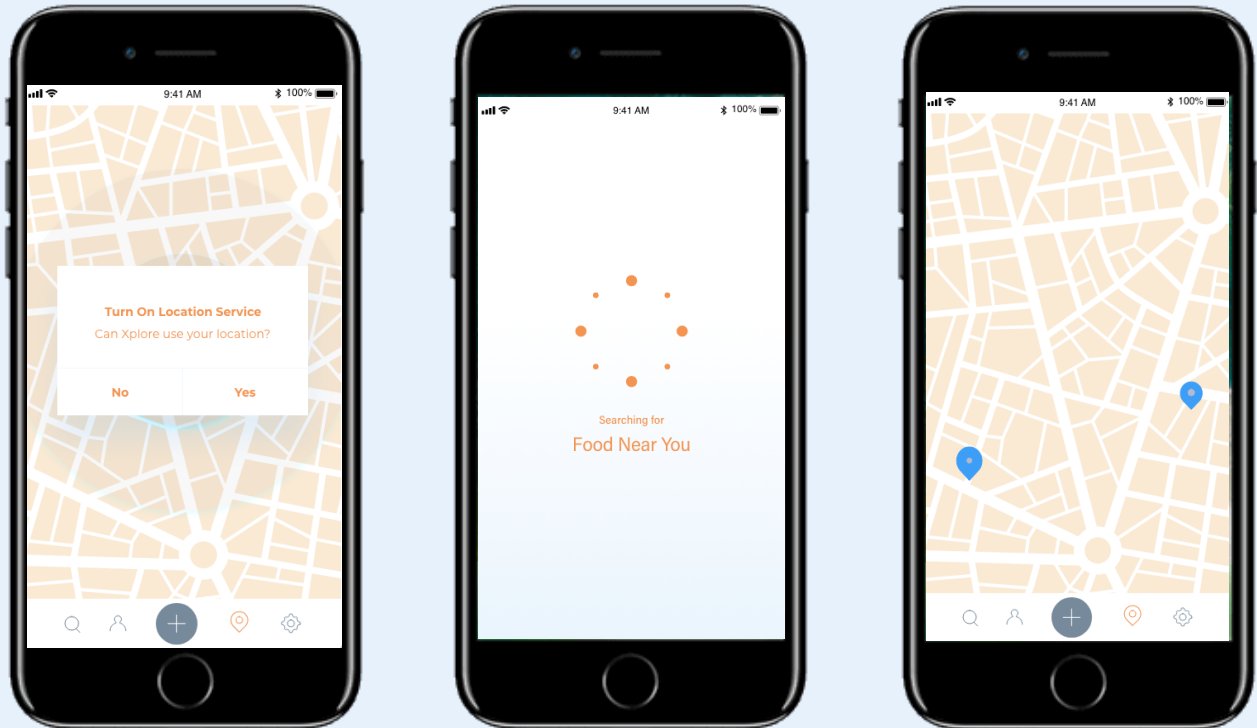 9:41 AM
100%
Turn On Location Service
Can Xplore use your location?
No
Yes
9:41 AM
100%
Searching for
Food Near You
9:41 AM
100%